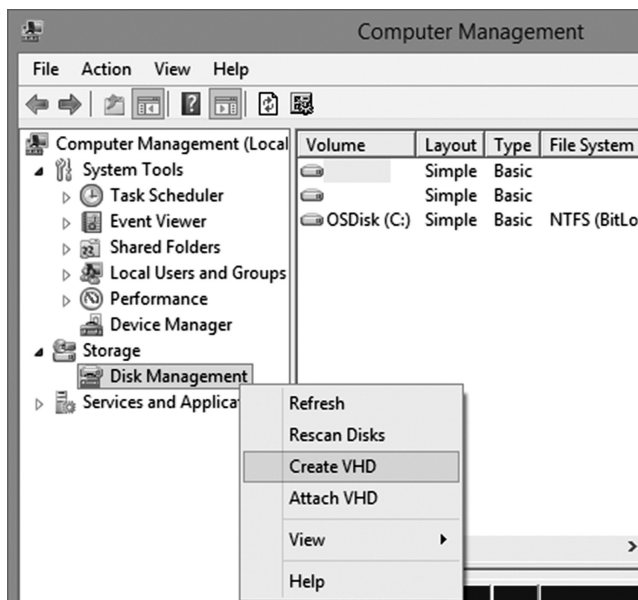 Computer Management
File Action View Help
Computer Management (Local
System Tools
Task Scheduler
Event Viewer
Shared Folders
Local Users and Groups
Performance
Device Manager
Storage
Disk Management
Services and Applica
Volume Layout Type File System
Simple Basic
Simple Basic
OSDisk (C:) Simple Basic NTFS (BitLo
Refresh
Rescan Disks
Create VHD
Attach VHD
View
Help